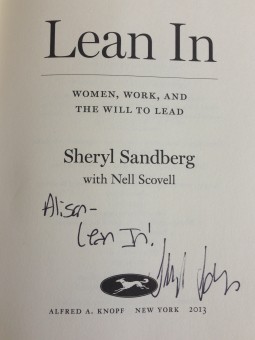 Lean In
WOMEN, WORK, AND
THE WILL TO LEAD
Sheryl Sandberg
with Nell Scovell
Alison-
Lean In!
ALFRED A. KNOPF NEW YORK 2013